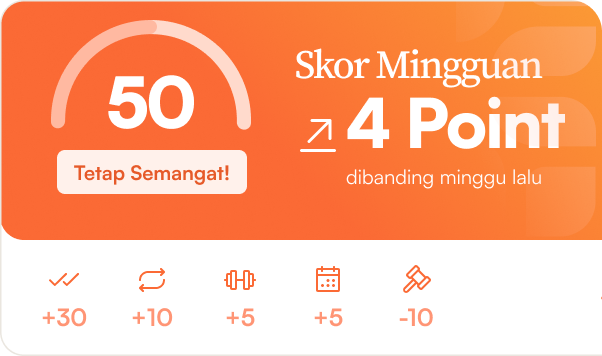 50
Tetap Semangat!
Skor Mingguan
4 Point
dibanding minggu lalu
+30
+10
+5
+5
-10